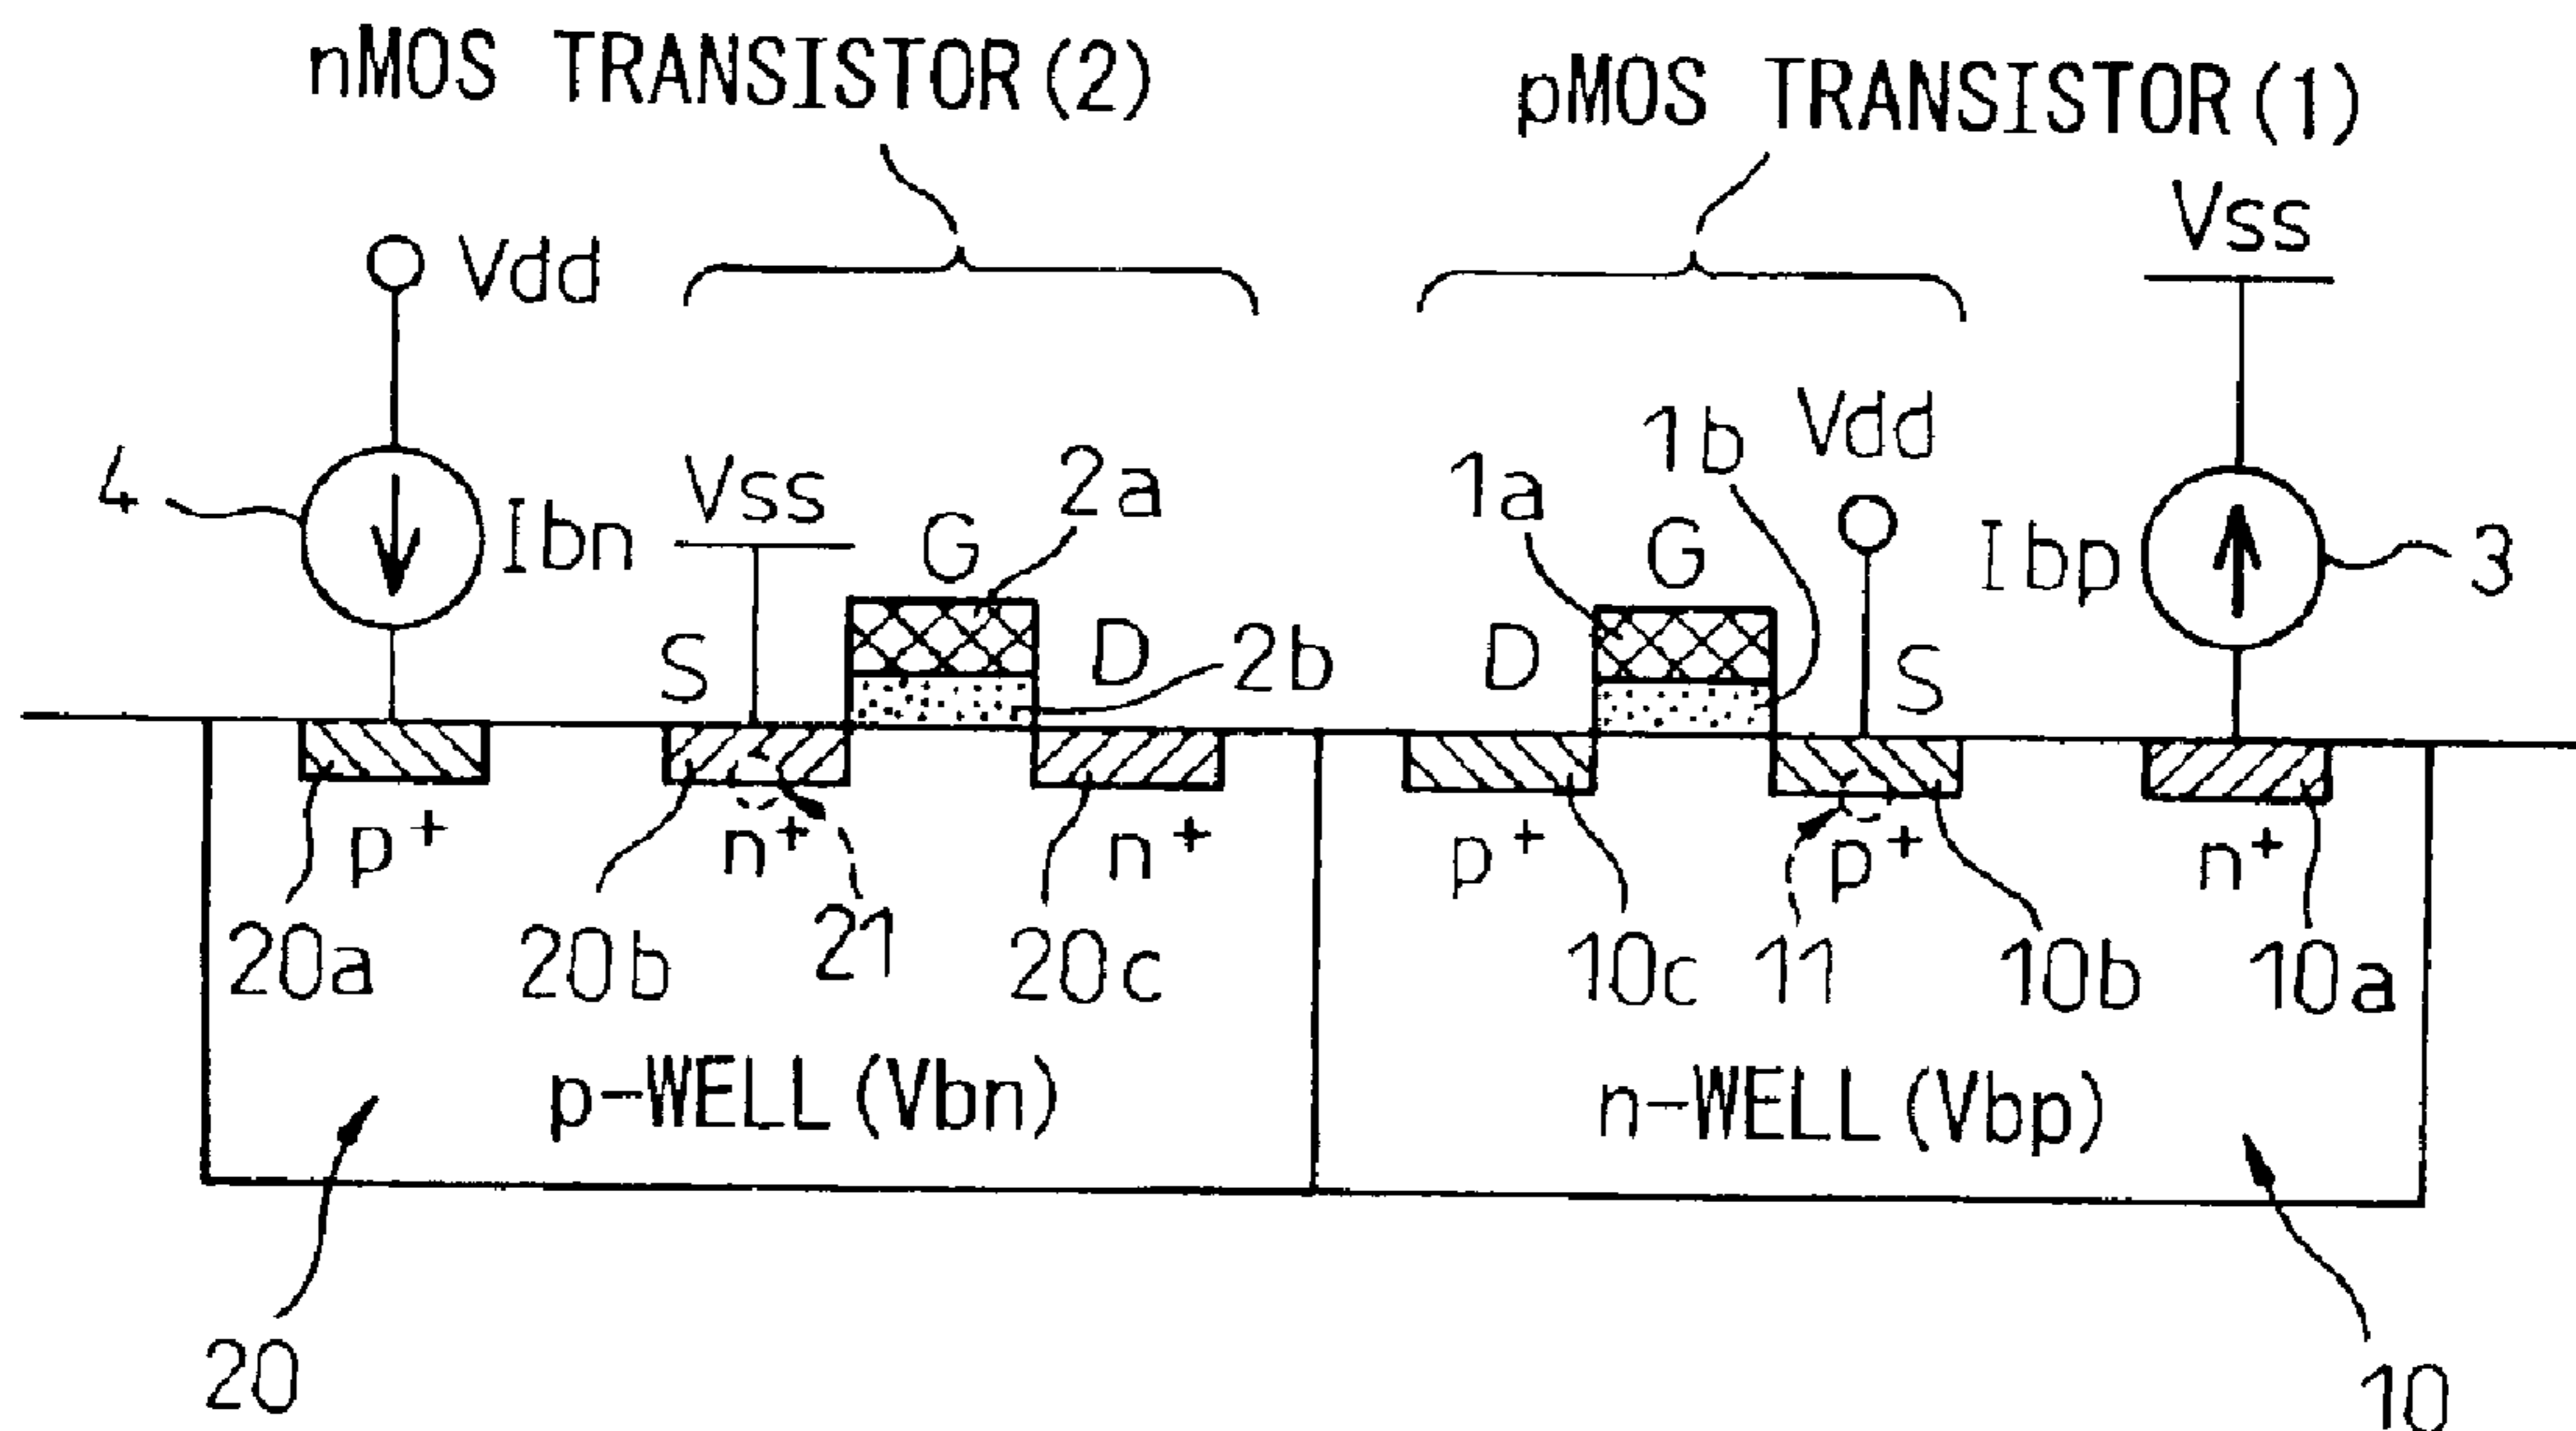 nMOS TRANSISTOR(2)
pMOS TRANSISTOR(1)
Vss
Vdd
Vdd
1b
4
Ibn
Vss
G
2a
1a
G
Ibp
3
S
D
2b
D
S
p+
n+
n+
p+
p+
n+
20a
20b
21
20c
10c
11
10b
10a
p-WELL(Vbn)
n-WELL(Vbp)
20
10